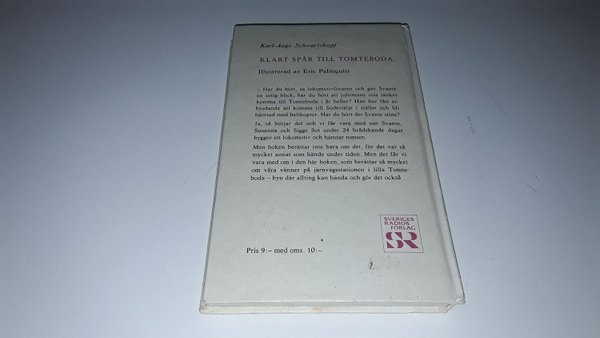 Karl-Aage Schwartzkopf
KLART SPÅR TILL TOMTEBODA
Illustrerad av Eric Palmquist
– Har du hört, sa lokomotivföraren och gav Svante
en sotig blick, har du hört att jultomten inte tänker
komma till Tomteboda i år heller? Han har fått er-
bjudande att komma till Södertälje i stället och bli
hämtad med helikopter. Har du hört det Svante stins?
Ja, så börjar det och vi får vara med när Svante,
Susanna och Sigge Sot under 24 brådskande dagar
bygger ett lokomotiv och hämtar tomten.
Men boken berättar inte bara om det, för det var så
mycket annat som hände under tiden. Men det får vi
vara med om i den här boken, som berättar så mycket
om våra vänner på järnvägsstationen i lilla Tomte-
boda – byn där allting kan hända och gör det också ...
SVERIGES
RADIOS
FÖRLAG
SR
Pris 9:– med oms. 10:–